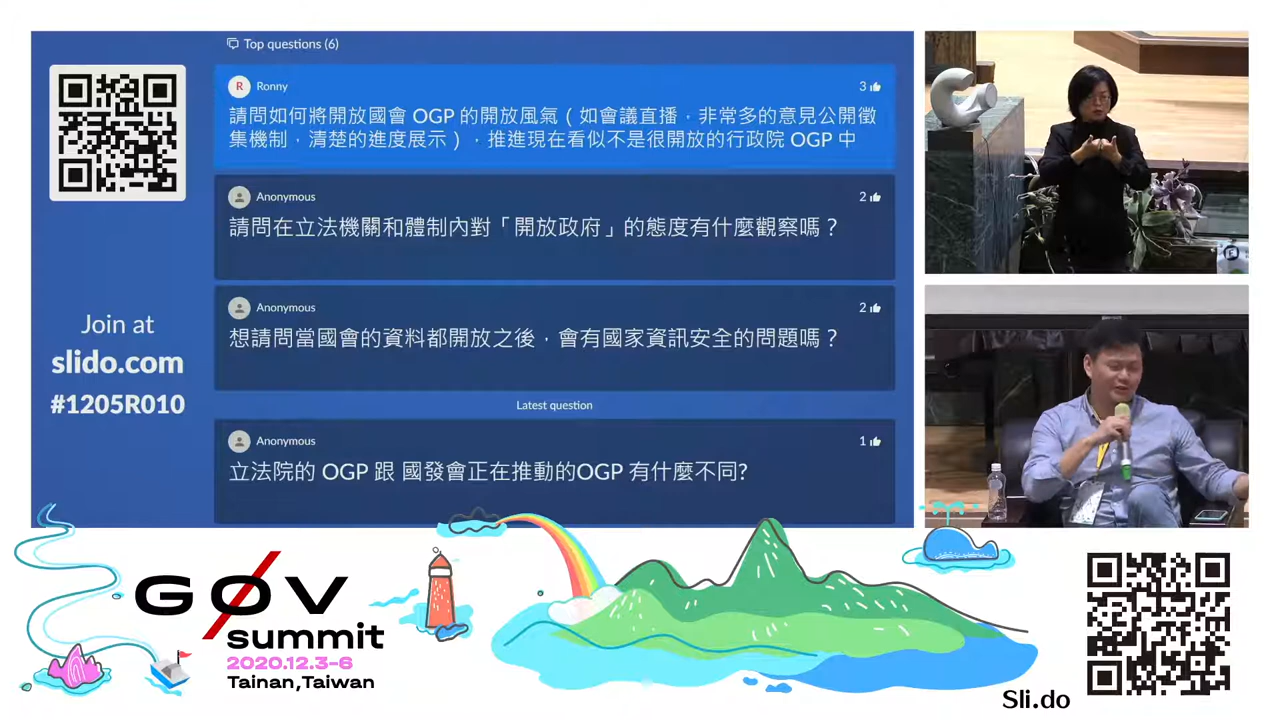 Top questions (6)
R
Ronny
3
請問如何將開放國會 OGP 的開放風氣（如會議直播，非常多的意見公開徵
集機制，清楚的進度展示），推進現在看似不是很開放的行政院 OGP 中
Anonymous
2
請問在立法機關和體制內對「開放政府」的態度有什麼觀察嗎？
Anonymous
2
想請問當國會的資料都開放之後，會有國家資訊安全的問題嗎？
Latest question
Anonymous
1
立法院的 OGP 跟 國發會正在推動的OGP 有什麼不同?
Join at
slido.com
#1205R010
GØV
summit
2020.12.3-6
Tainan,Taiwan
Sli.do